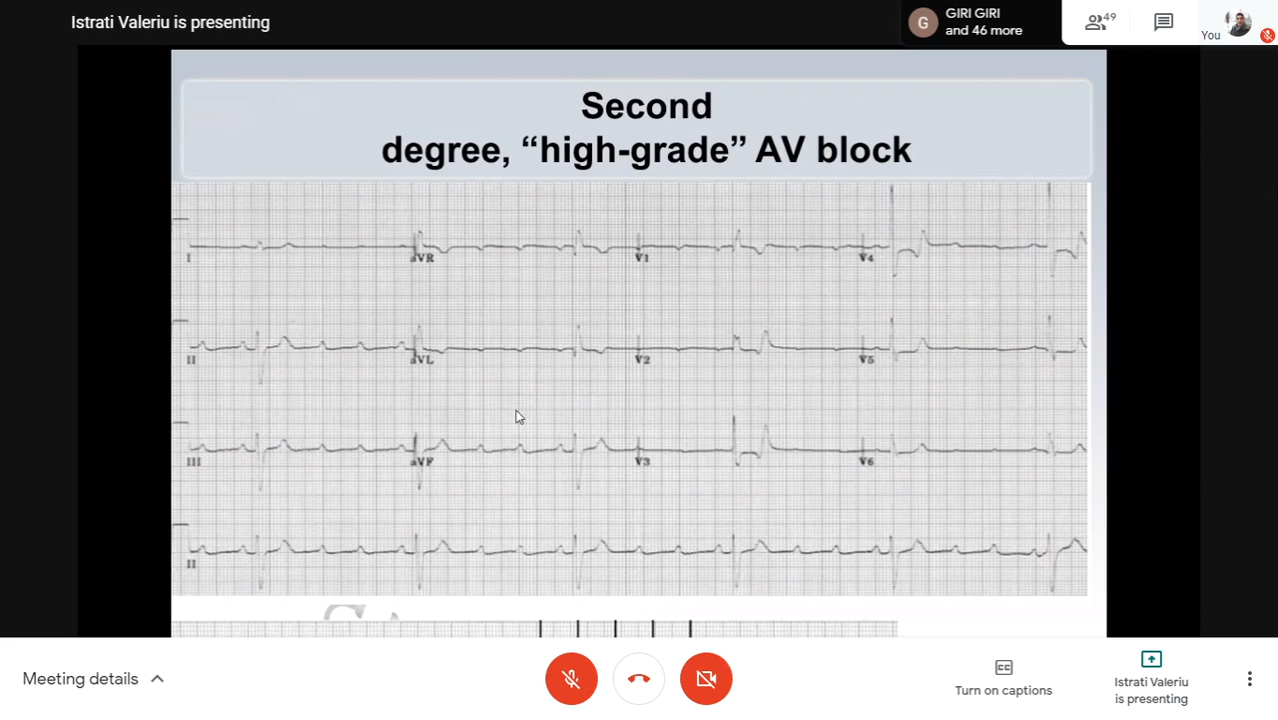 Istrati Valeriu is presenting
G
GIRI GIRI
and 46 more
49
You
Second
degree, “high-grade” AV block
I
aVR
V1
V4
II
aVL
V2
V5
III
aVF
V3
V6
II
Meeting details
CC
Turn on captions
Istrati Valeriu
is presenting